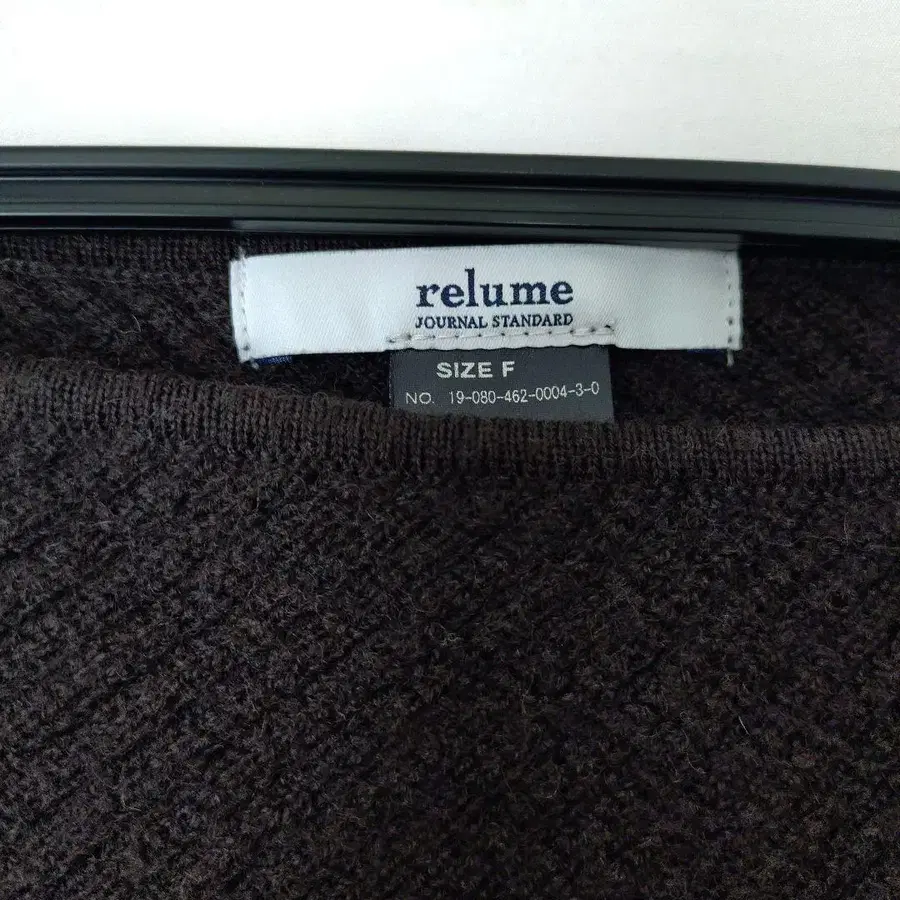 relume
JOURNAL STANDARD
SIZE F
NO. 19-080-462-0004-3-0